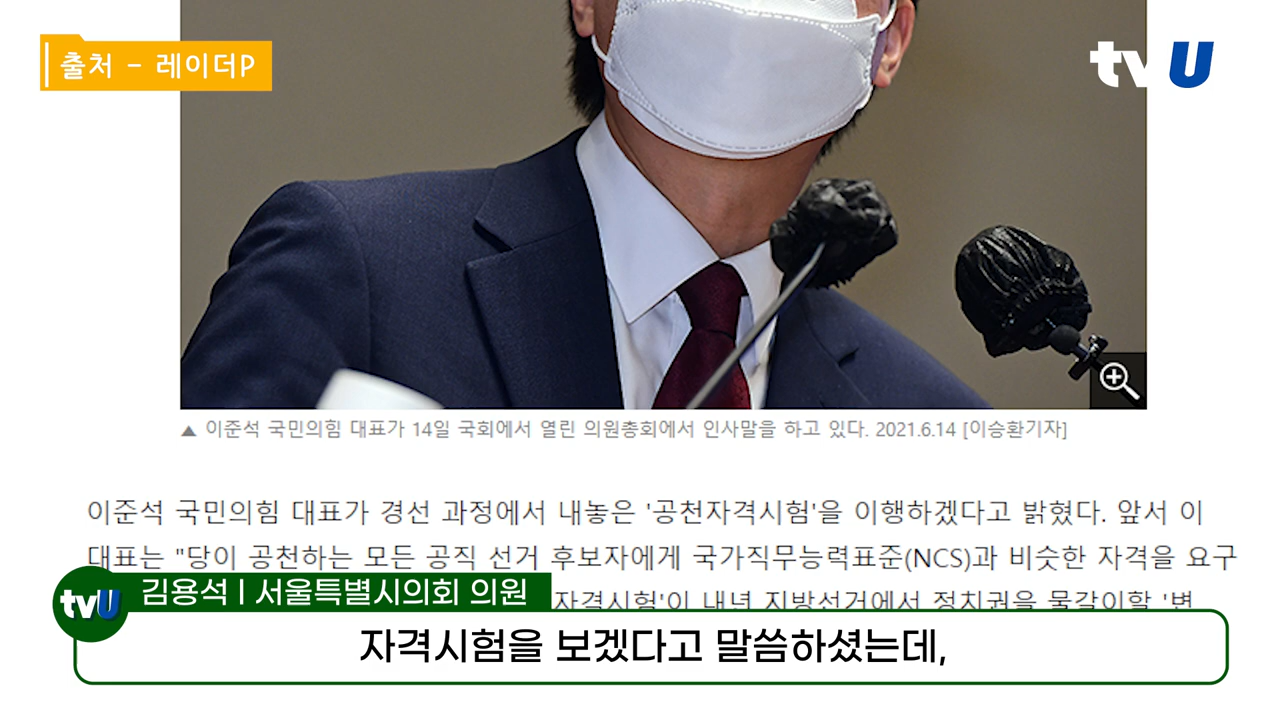 출처 - 레이더P
tvU
▲ 이준석 국민의힘 대표가 14일 국회에서 열린 의원총회에서 인사말을 하고 있다. 2021.6.14 [이승환기자]
이준석 국민의힘 대표가 경선 과정에서 내놓은 '공천자격시험'을 이행하겠다고 밝혔다. 앞서 이
대표는 "당이 공천하는 모든 공직 선거 후보자에게 국가직무능력표준(NCS)과 비슷한 자격을 요구
자격시험'이 내년 지방선거에서 정치권을 물갈이할 '변
tvU 김용석 | 서울특별시의회 의원
자격시험을 보겠다고 말씀하셨는데,